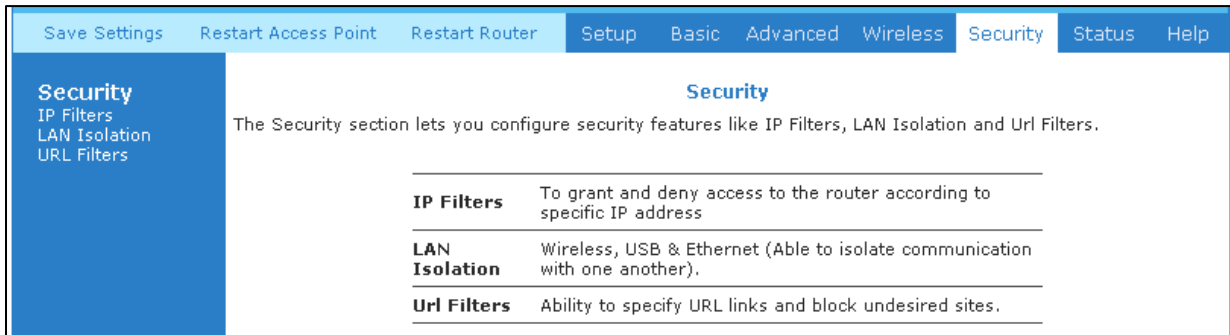 Save Settings Restart Access Point Restart Router Setup Basic Advanced Wireless Security Status Help
Security
IP Filters
LAN Isolation
URL Filters
Security
The Security section lets you configure security features like IP Filters, LAN Isolation and Url Filters.
IP Filters To grant and deny access to the router according to
specific IP address
LAN Wireless, USB & Ethernet (Able to isolate communication
Isolation with one another).
Url Filters Ability to specify URL links and block undesired sites.